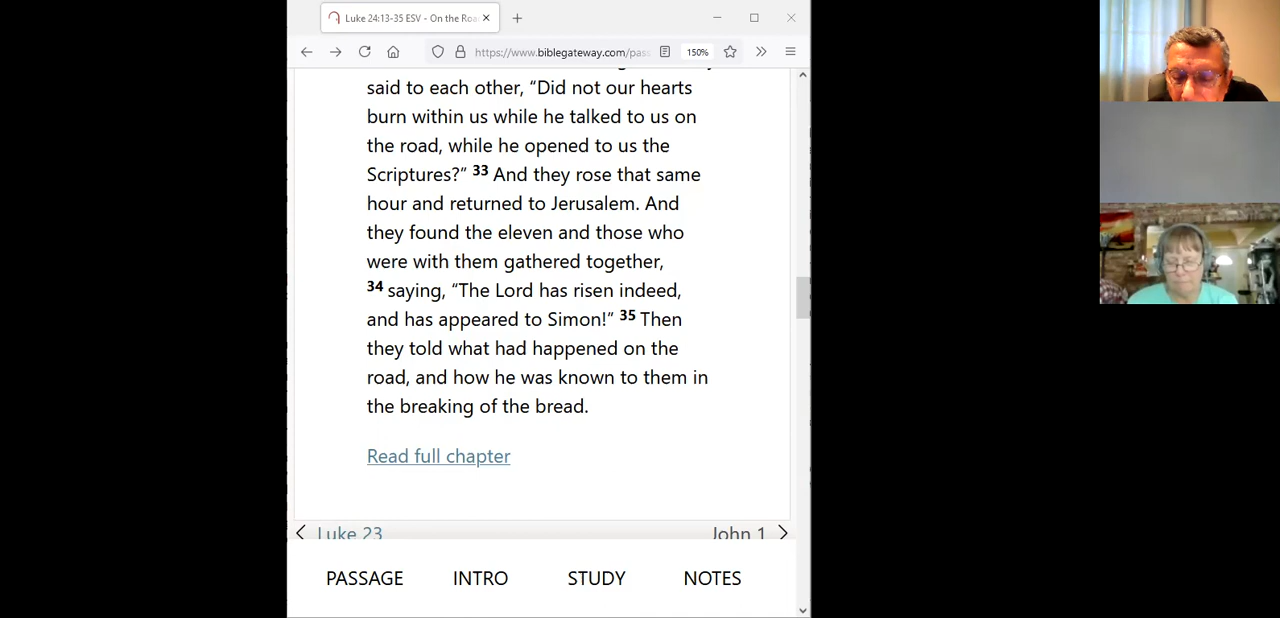 Luke 24:13-35 ESV - On the Roa
https://www.biblegateway.com/pas
150%
said to each other, “Did not our hearts
burn within us while he talked to us on
the road, while he opened to us the
Scriptures?” 33 And they rose that same
hour and returned to Jerusalem. And
they found the eleven and those who
were with them gathered together,
34 saying, “The Lord has risen indeed,
and has appeared to Simon!” 35 Then
they told what had happened on the
road, and how he was known to them in
the breaking of the bread.
Read full chapter
Luke 23 John 1
PASSAGE INTRO STUDY NOTES